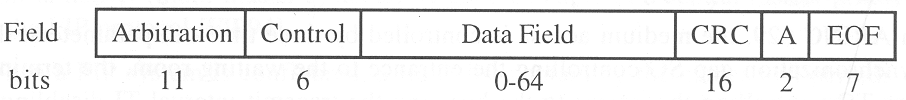 Field Arbitration Control Data Field CRC A EOF
bits 11 6 0-64 16 2 7